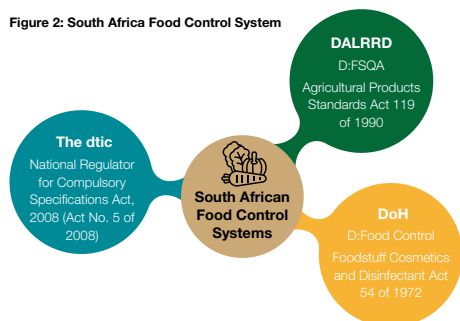 Figure 2: South Africa Food Control System
DALRRD
D:FSQA
Agricultural Products
Standards Act 119
of 1990
The dtic
National Regulator
for Compulsory
Specifications Act,
2008 (Act No. 5 of
2008)
South African
Food Control
Systems
DoH
D:Food Control
Foodstuff Cosmetics
and Disinfectant Act
54 of 1972